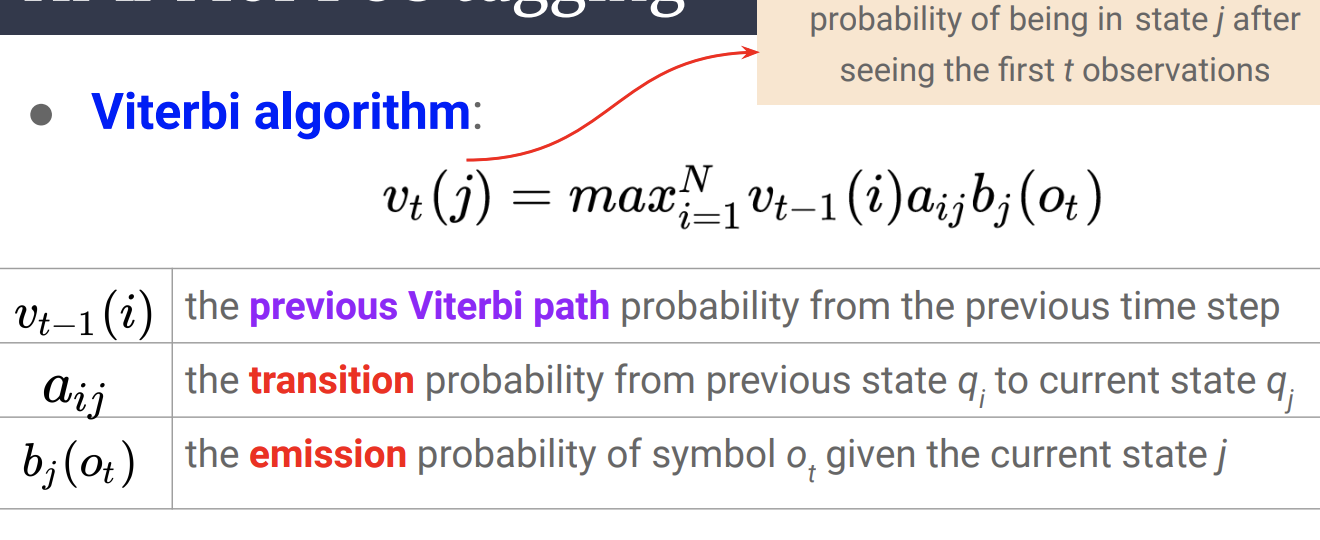 tagging
probability of being in state j after
seeing the first t observations
● Viterbi algorithm:
v_t(j) = max_{i=1}^{N} v_{t-1}(i) a_{ij} b_j(o_t)
v_{t-1}(i) the previous Viterbi path probability from the previous time step
a_{ij} the transition probability from previous state q_i to current state q_j
b_j(o_t) the emission probability of symbol o_t given the current state j